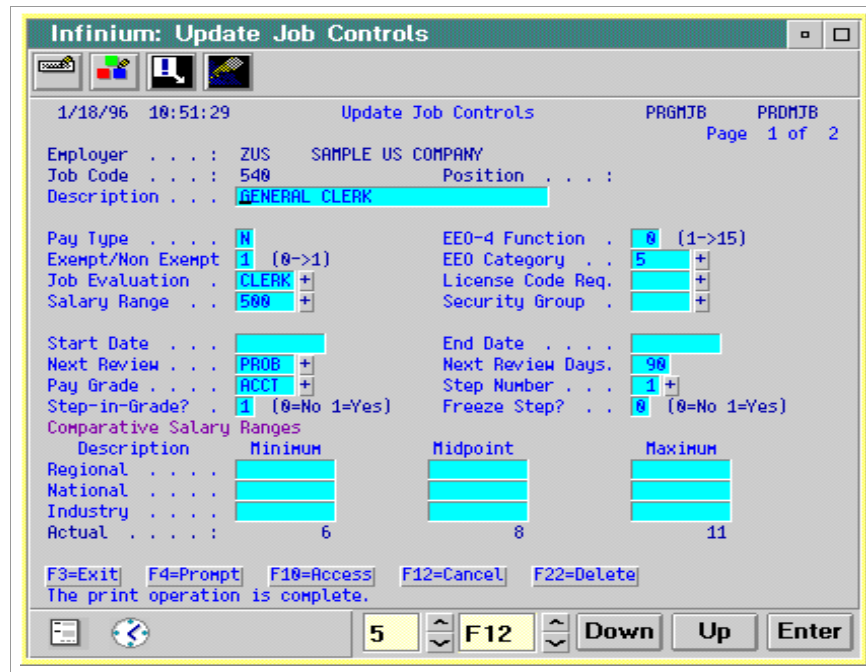 Infinium: Update Job Controls
1/18/96 10:51:29 Update Job Controls PRGMJB PRDMJB
Page 1 of 2
Employer . . . : ZUS SAMPLE US COMPANY
Job Code . . . : 540 Position . . . :
Description . . . GENERAL CLERK
Pay Type . . . . N EEO-4 Function . 0 (1->15)
Exempt/Non Exempt 1 (0->1) EEO Category . . 5 +
Job Evaluation . CLERK + License Code Req. +
Salary Range . . 500 + Security Group . +
Start Date . . . End Date . . . .
Next Review . . . PROB + Next Review Days. 90
Pay Grade . . . . ACCT + Step Number . . . 1 +
Step-in-Grade? . 1 (0=No 1=Yes) Freeze Step? . . 0 (0=No 1=Yes)
Comparative Salary Ranges
Description Minimum Midpoint Maximum
Regional . . . .
National . . . .
Industry . . . .
Actual . . . . : 6 8 11
F3=Exit F4=Prompt F10=Access F12=Cancel F22=Delete
The print operation is complete.
5 F12 Down Up Enter